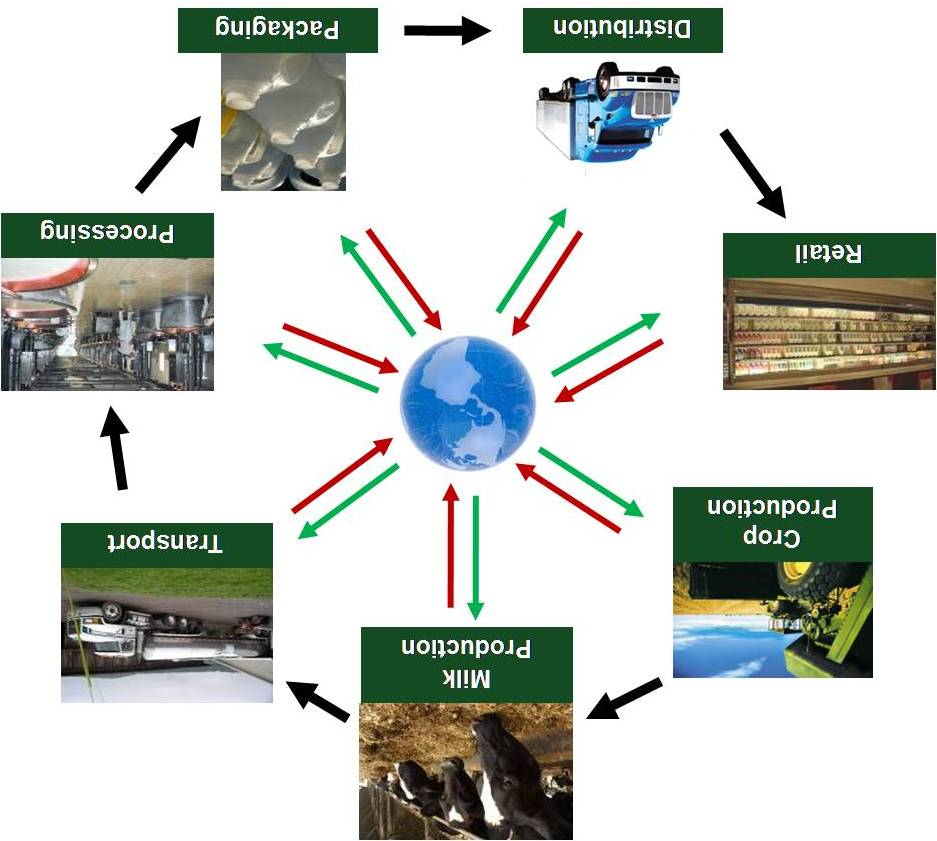 Crop
Production
Milk
Production
Transport
Processing
Packaging
Distribution
Retail